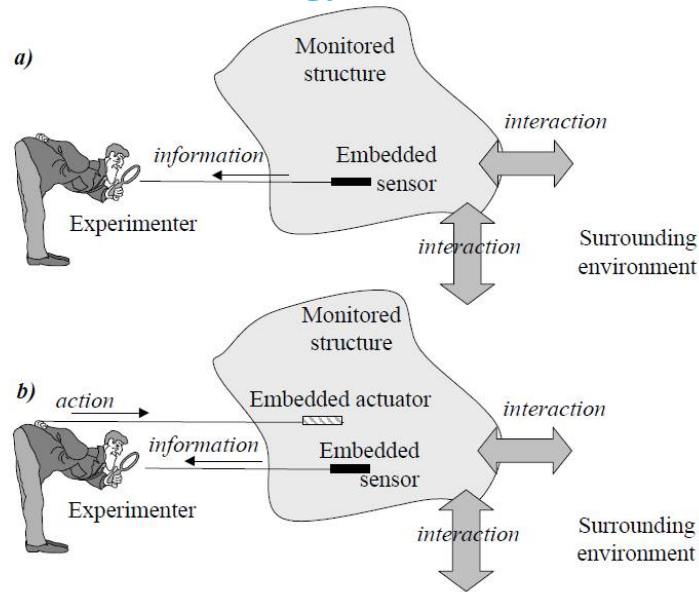 a)
Monitored
structure
interaction
information
Embedded
sensor
Experimenter
interaction
Surrounding
environment
Monitored
structure
b)
action
Embedded actuator
interaction
information
Embedded
sensor
Experimenter
interaction
Surrounding
environment